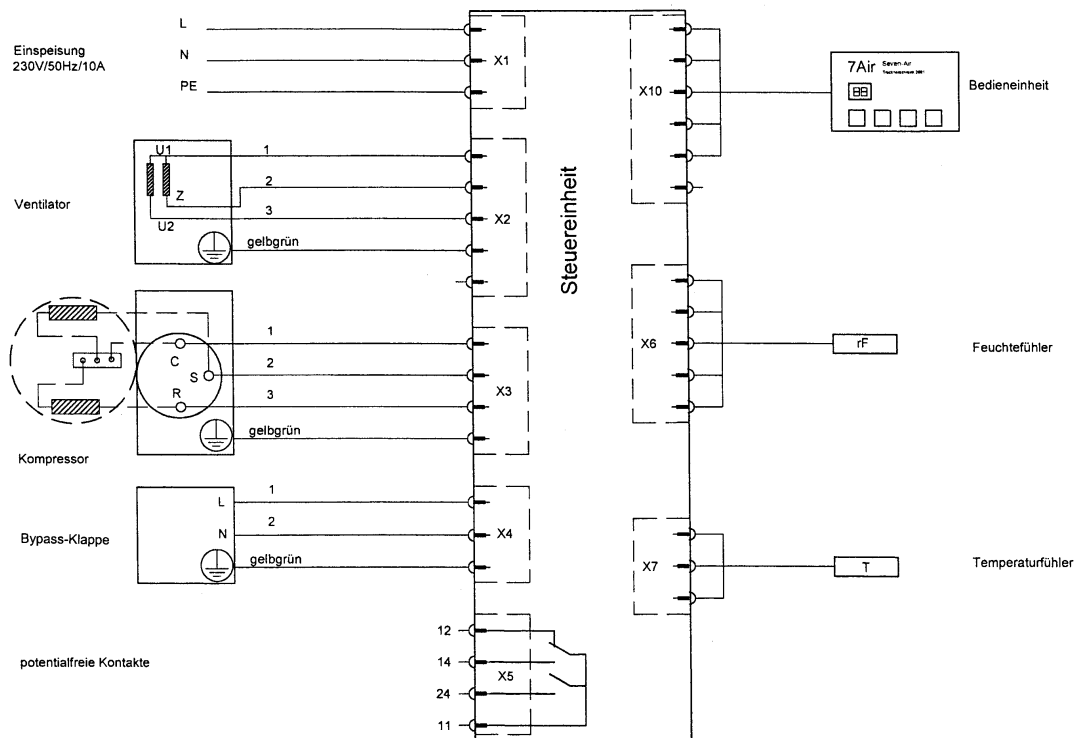 Einspeisung
230V/50Hz/10A
L
N
PE
X1
Ventilator
U1
Z
U2
1
2
3
gelbgrün
X2
Kompressor
C
S
R
1
2
3
gelbgrün
X3
Bypass-Klappe
L
N
1
2
gelbgrün
X4
potentialfreie Kontakte
12
14
24
11
X5
Steuereinheit
X10
7Air Seven-Air
Bedieneinheit
X6
rF
Feuchtefühler
X7
T
Temperaturfühler